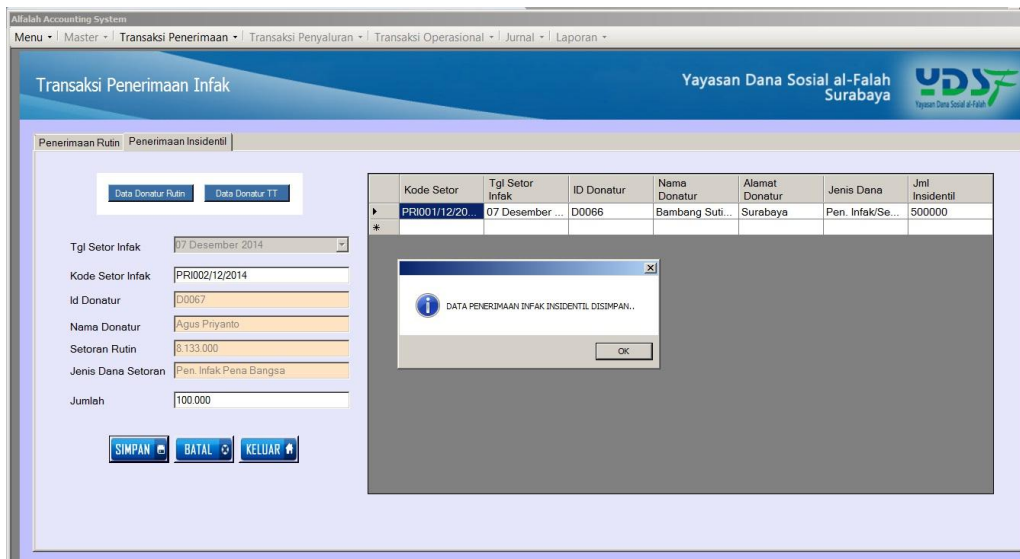 Alfalah Accounting System
Menu Master Transaksi Penerimaan Transaksi Penyaluran Transaksi Operasional Jurnal Laporan
Transaksi Penerimaan Infak
Yayasan Dana Sosial al-Falah
Surabaya
YDSF
Yayasan Dana Sosial al-Falah
Penerimaan Rutin Penerimaan Insidentil
Data Donatur Rutin Data Donatur TT
Tgl Setor Infak 07 Desember 2014
Kode Setor Infak PRI002/12/2014
Id Donatur D0067
Nama Donatur Agus Priyanto
Setoran Rutin 8.133.000
Jenis Dana Setoran Pen. Infak Pena Bangsa
Jumlah 100.000
SIMPAN BATAL KELUAR
Kode Setor Tgl Setor Infak ID Donatur Nama Donatur Alamat Donatur Jenis Dana Jml Insidentil
PRI001/12/20... 07 Desember ... D0066 Bambang Suti... Surabaya Pen. Infak/Se... 500000
DATA PENERIMAAN INFAK INSIDENTIL DISIMPAN..
OK